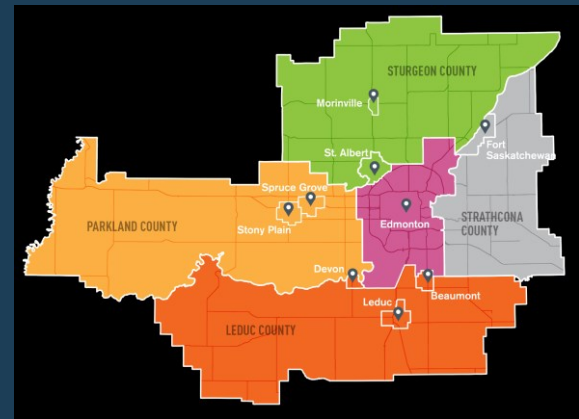 STURGEON COUNTY
Morinville
St. Albert
Fort
Saskatchewan
Spruce Grove
Stony Plain
PARKLAND COUNTY
Edmonton
STRATHCONA
COUNTY
Devon
Beaumont
Leduc
LEDUC COUNTY